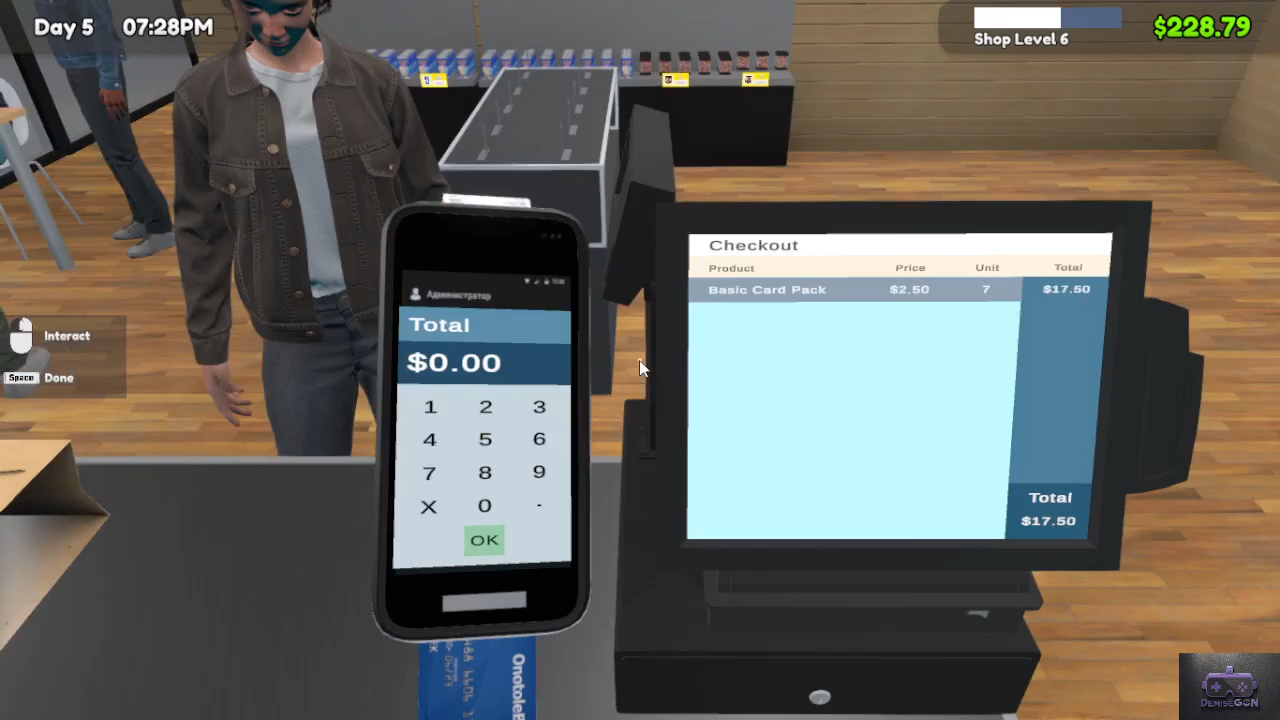 Day 5 07:28PM
Shop Level 6
$228.79
Interact
Space Done
Администратор
Total
$0.00
1 2 3
4 5 6
7 8 9
X 0 .
OK
Checkout
Product Price Unit Total
Basic Card Pack $2.50 7 $17.50
Total
$17.50
DEMISEGON